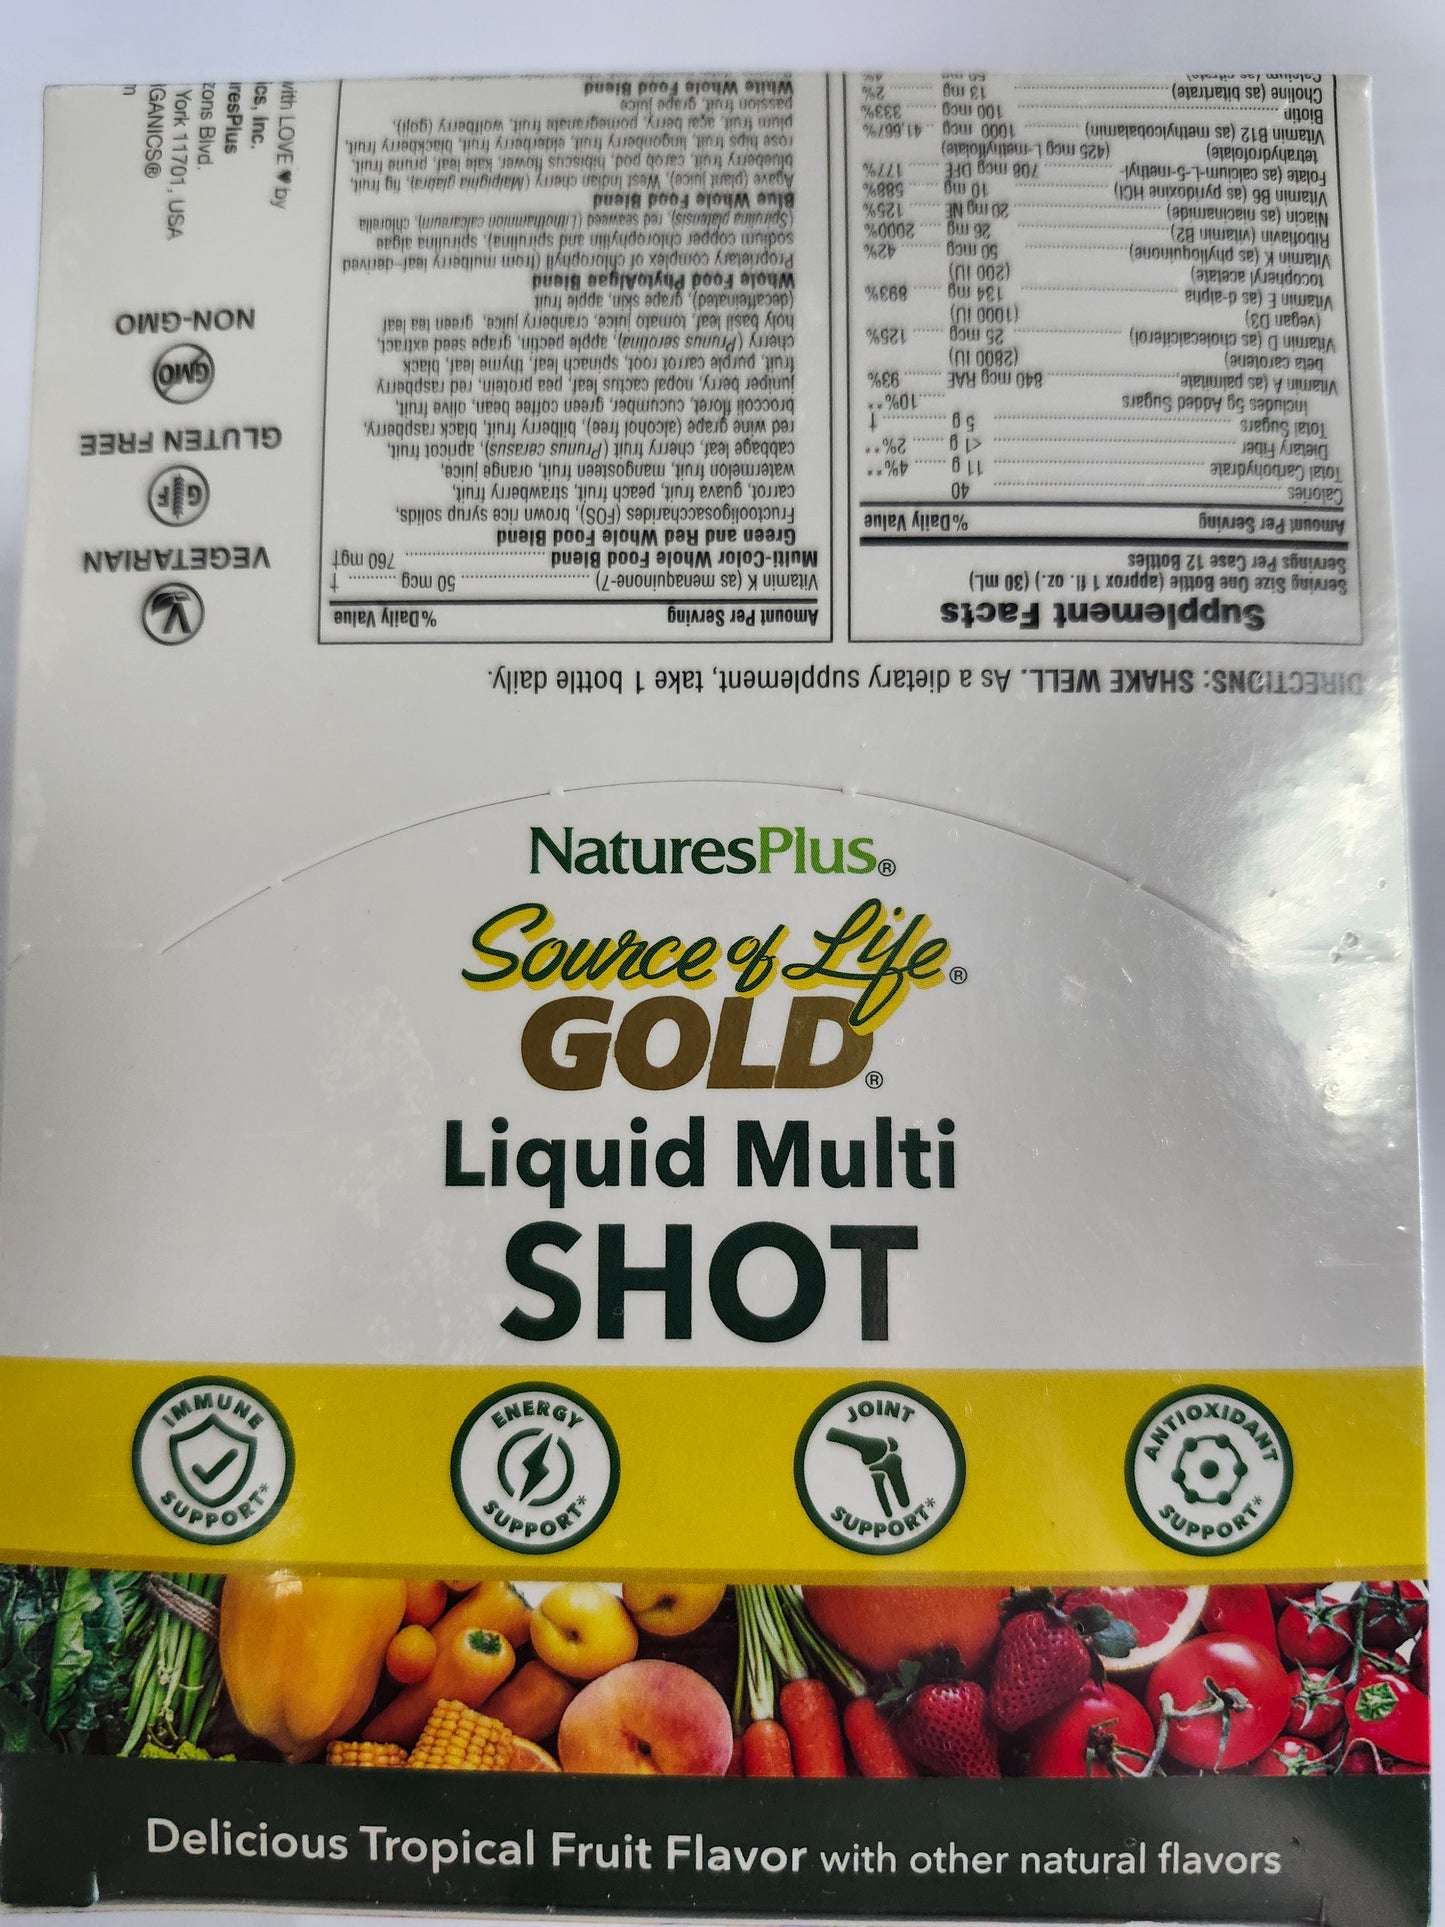 NaturesPlus®
Source of Life®
GOLD®
Liquid Multi
SHOT
IMMUNE SUPPORT*
ENERGY SUPPORT*
JOINT SUPPORT*
ANTIOXIDANT SUPPORT*
Delicious Tropical Fruit Flavor with other natural flavors
DIRECTIONS: SHAKE WELL. As a dietary supplement, take 1 bottle daily.
Supplement Facts
Serving Size One Bottle (approx 1 fl. oz.) (30 mL)
Servings Per Case 12 Bottles
Amount Per Serving %Daily Value
Calories 40
Total Carbohydrate 11 g 4%**
Dietary Fiber <1 g 2%**
Total Sugars 5 g †
Includes 5g Added Sugars 10%**
Vitamin A (as palmitate, 840 mcg RAE 93%
beta carotene) (2800 IU)
Vitamin D (as cholecalciferol) 25 mcg 125%
(vegan D3) (1000 IU)
Vitamin E (as d-alpha 134 mg 893%
tocopheryl acetate) (200 IU)
Vitamin K (as phylloquinone) 50 mcg 42%
Riboflavin (vitamin B2) 26 mg 2000%
Niacin (as niacinamide) 20 mg NE 125%
Vitamin B6 (as pyridoxine HCl) 10 mg 588%
Folate (as calcium-L-5-methyl- 708 mcg DFE 177%
tetrahydrofolate) (425 mcg L-methylfolate)
Vitamin B12 (as methylcobalamin) 1000 mcg 41,667%
Biotin 100 mcg 333%
Choline (as bitartrate) 13 mg 2%
Calcium (as citrate) 50 mg 4%
Amount Per Serving %Daily Value
Vitamin K (as menaquinone-7) 50 mcg †
Multi-Color Whole Food Blend 760 mg†
Green and Red Whole Food Blend
Fructooligosaccharides (FOS), brown rice syrup solids,
carrot, guava fruit, peach fruit, strawberry fruit,
watermelon fruit, mangosteen fruit, orange juice,
cabbage leaf, cherry fruit (Prunus cerasus), apricot fruit,
red wine grape (alcohol free), bilberry fruit, black raspberry,
broccoli floret, cucumber, green coffee bean, olive fruit,
juniper berry, nopal cactus leaf, pea protein, red raspberry
fruit, purple carrot root, spinach leaf, thyme leaf, black
cherry (Prunus serotina), apple pectin, grape seed extract,
holy basil leaf, tomato juice, cranberry juice, green tea leaf
(decaffeinated), grape skin, apple fruit
Whole Food PhytoAlgae Blend
Proprietary complex of chlorophyll (from mulberry leaf-derived
sodium copper chlorophyllin and spirulina), spirulina algae
(Spirulina platensis), red seaweed (Lithothamnion calcareum), chlorella
Blue Whole Food Blend
Agave (plant juice), West Indian cherry (Malpighia glabra), fig fruit,
blueberry fruit, carob pod, hibiscus flower, kale leaf, prune fruit,
rose hips fruit, lingonberry fruit, elderberry fruit, blackberry fruit,
plum fruit, açai berry, pomegranate fruit, wolfberry (goji),
passion fruit, grape juice
White Whole Food Blend
V
VEGETARIAN
GF
GLUTEN FREE
GMO
NON-GMO
with LOVE ♥ by
ics, Inc.
resPlus
zons Blvd.
York 11701, USA
GANICS®
m